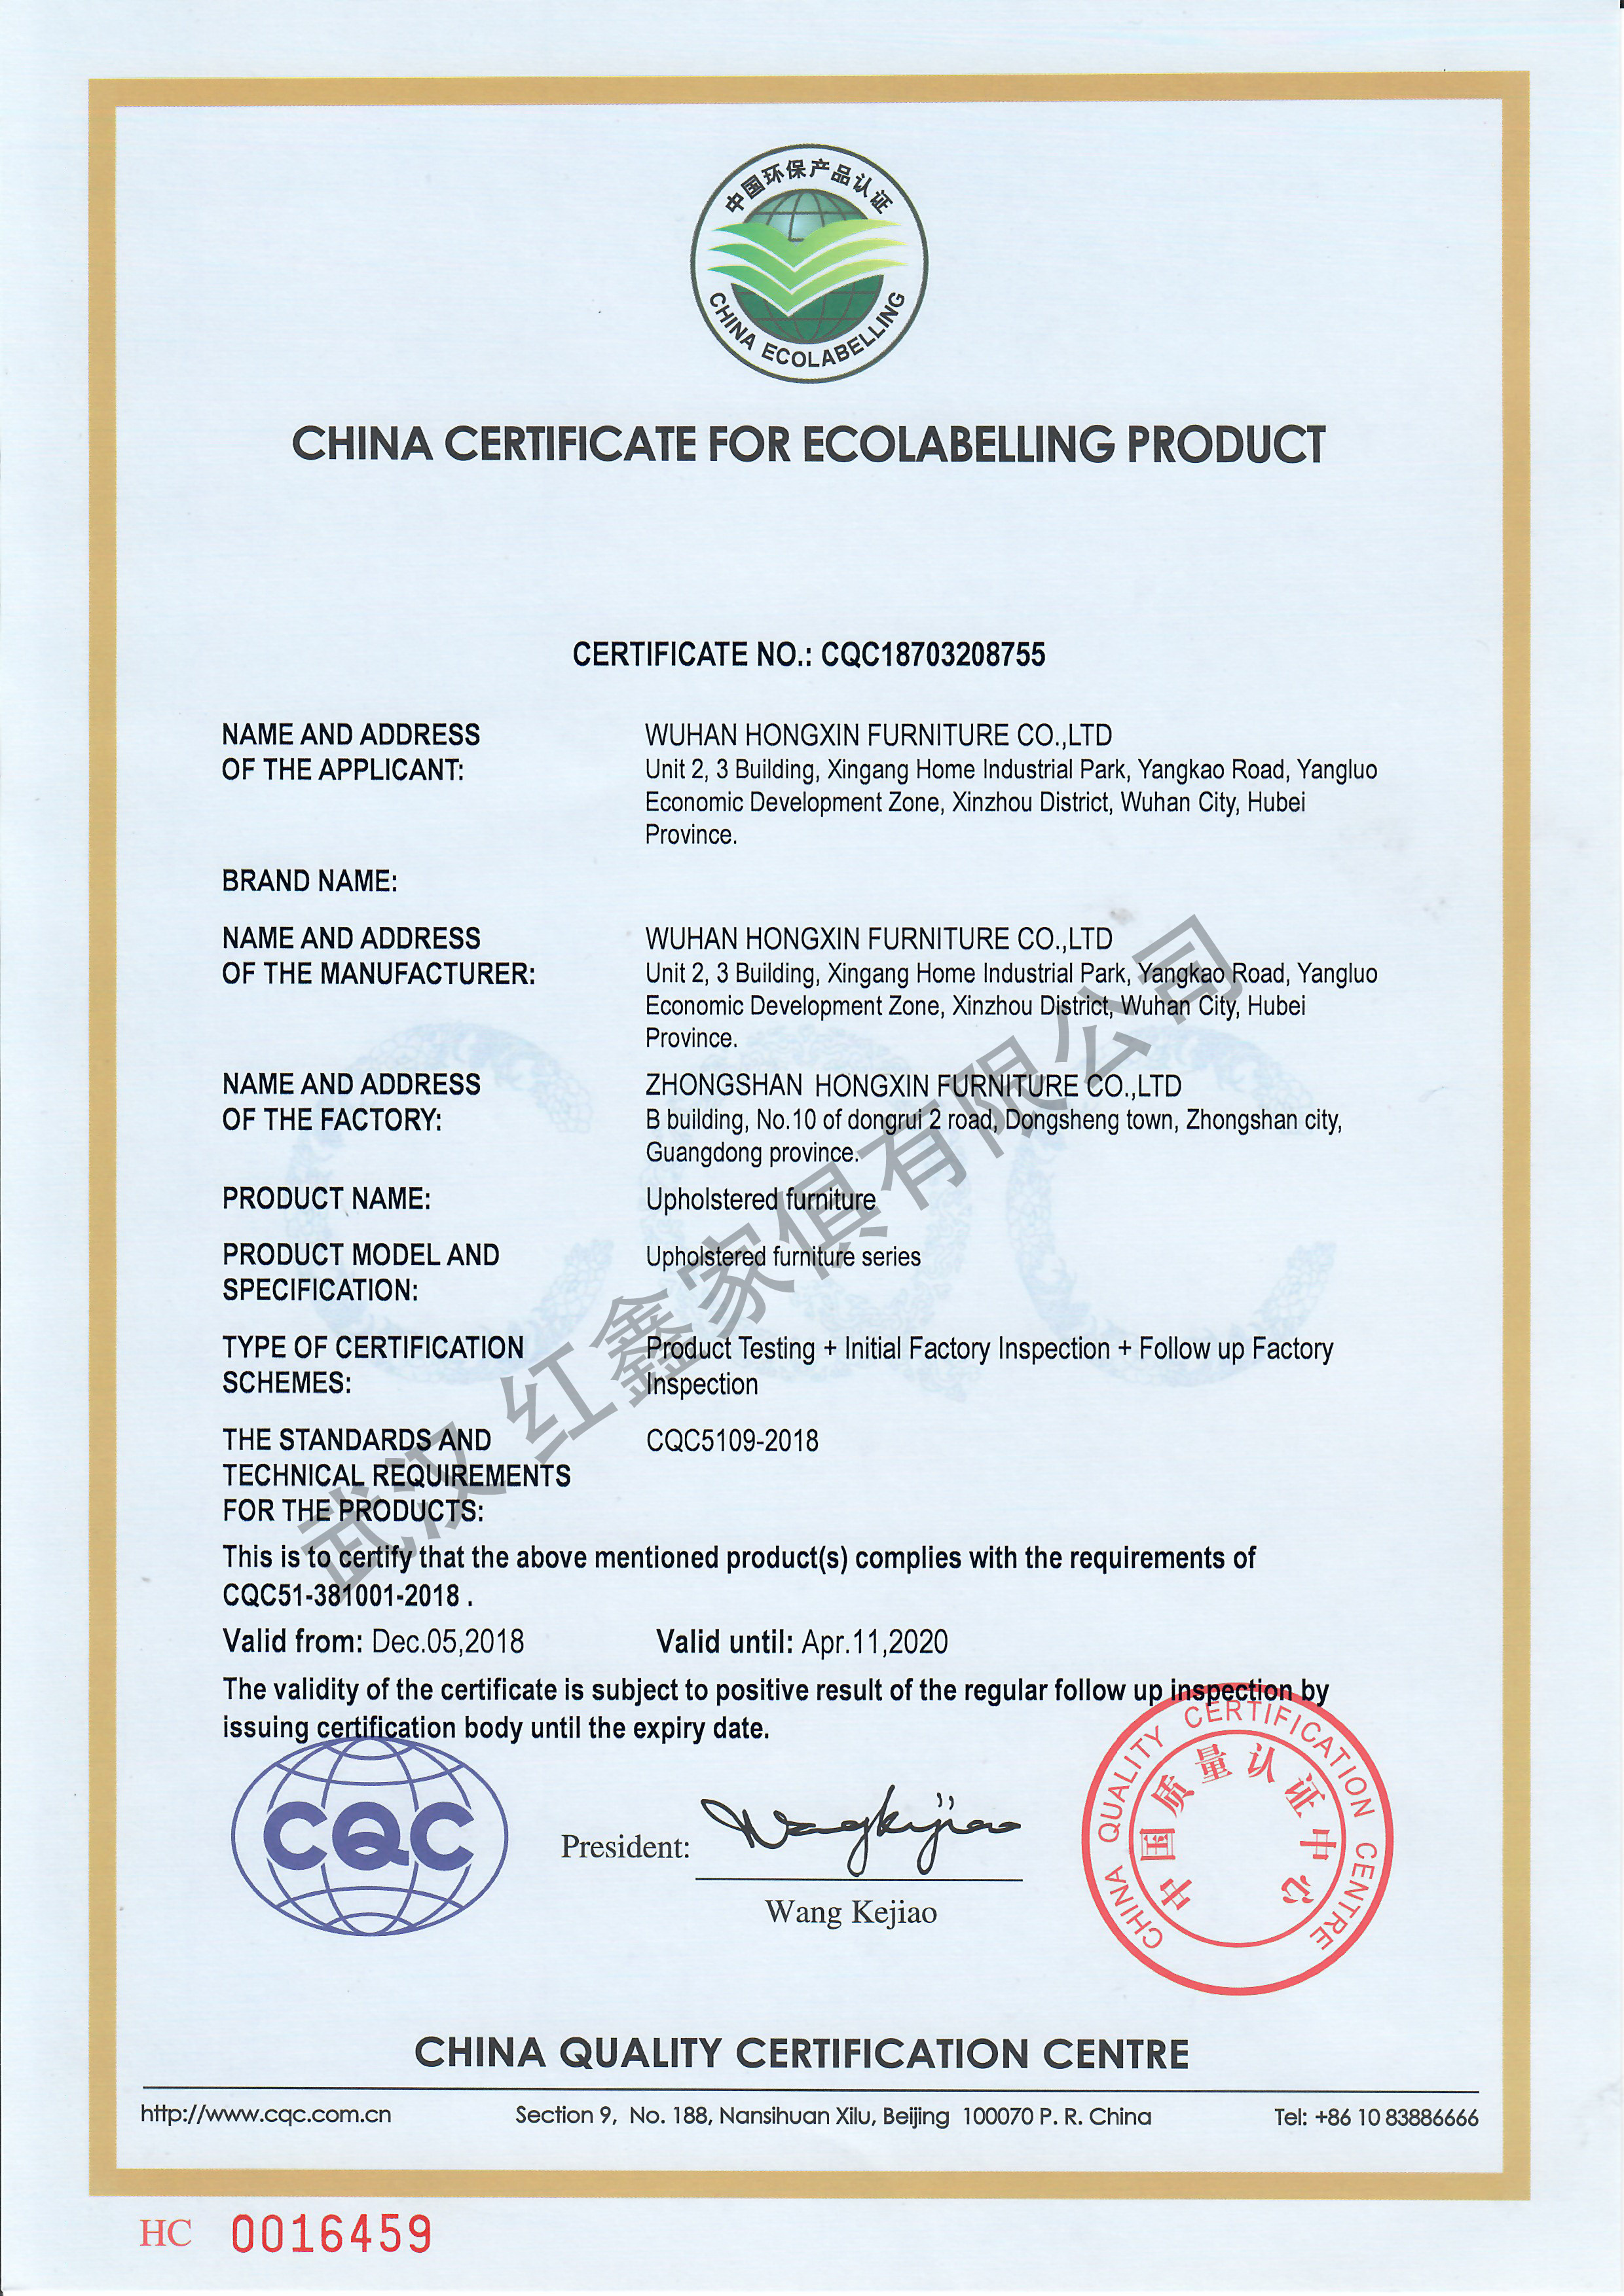 中国环保产品认证
CHINA ECOLABELLING
CHINA CERTIFICATE FOR ECOLABELLING PRODUCT
CERTIFICATE NO.: CQC18703208755
NAME AND ADDRESS
OF THE APPLICANT:
WUHAN HONGXIN FURNITURE CO.,LTD
Unit 2, 3 Building, Xingang Home Industrial Park, Yangkao Road, Yangluo
Economic Development Zone, Xinzhou District, Wuhan City, Hubei
Province.
BRAND NAME:
NAME AND ADDRESS
OF THE MANUFACTURER:
WUHAN HONGXIN FURNITURE CO.,LTD
Unit 2, 3 Building, Xingang Home Industrial Park, Yangkao Road, Yangluo
Economic Development Zone, Xinzhou District, Wuhan City, Hubei
Province.
NAME AND ADDRESS
OF THE FACTORY:
ZHONGSHAN HONGXIN FURNITURE CO.,LTD
B building, No.10 of dongrui 2 road, Dongsheng town, Zhongshan city,
Guangdong province.
PRODUCT NAME:
Upholstered furniture
PRODUCT MODEL AND
SPECIFICATION:
Upholstered furniture series
TYPE OF CERTIFICATION
SCHEMES:
Product Testing + Initial Factory Inspection + Follow up Factory
Inspection
THE STANDARDS AND
TECHNICAL REQUIREMENTS
FOR THE PRODUCTS:
CQC5109-2018
This is to certify that the above mentioned product(s) complies with the requirements of
CQC51-381001-2018 .
Valid from: Dec.05,2018 Valid until: Apr.11,2020
The validity of the certificate is subject to positive result of the regular follow up inspection by
issuing certification body until the expiry date.
武汉 红鑫家俱有限公司
CQC
CQC
President:
Wangkejiao
Wang Kejiao
CHINA QUALITY CERTIFICATION CENTRE
中国质量认证中心
CHINA QUALITY CERTIFICATION CENTRE
http://www.cqc.com.cn
Section 9, No. 188, Nansihuan Xilu, Beijing 100070 P. R. China
Tel: +86 10 83886666
HC 0016459